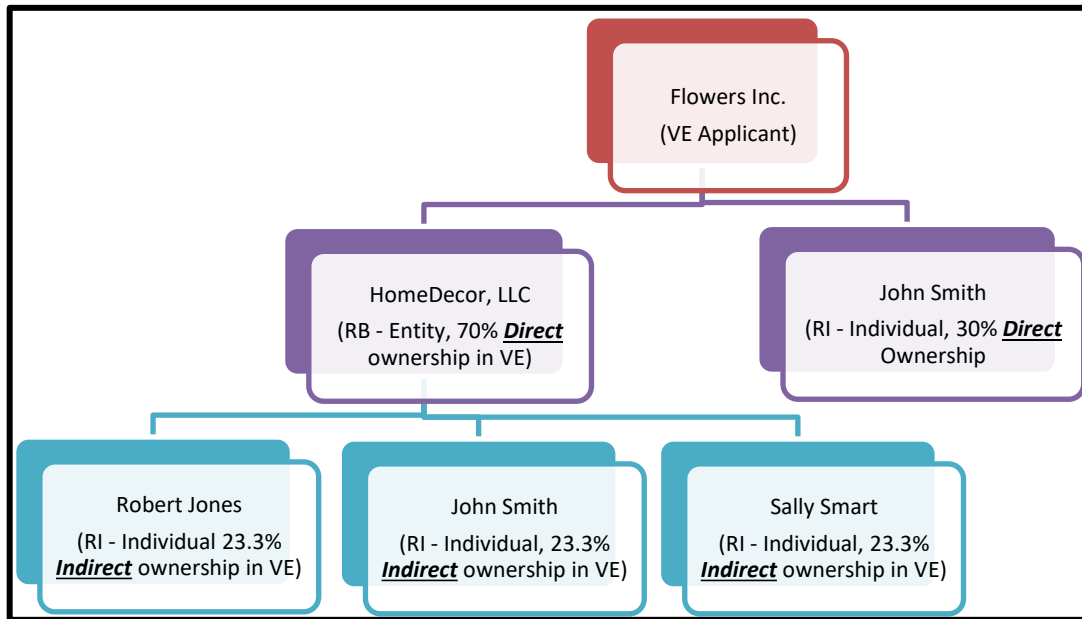 Flowers Inc.
(VE Applicant)
HomeDecor, LLC
(RB - Entity, 70% Direct
ownership in VE)
John Smith
(RI - Individual, 30% Direct
Ownership
Robert Jones
(RI - Individual 23.3%
Indirect ownership in VE)
John Smith
(RI - Individual, 23.3%
Indirect ownership in VE)
Sally Smart
(RI - Individual, 23.3%
Indirect ownership in VE)